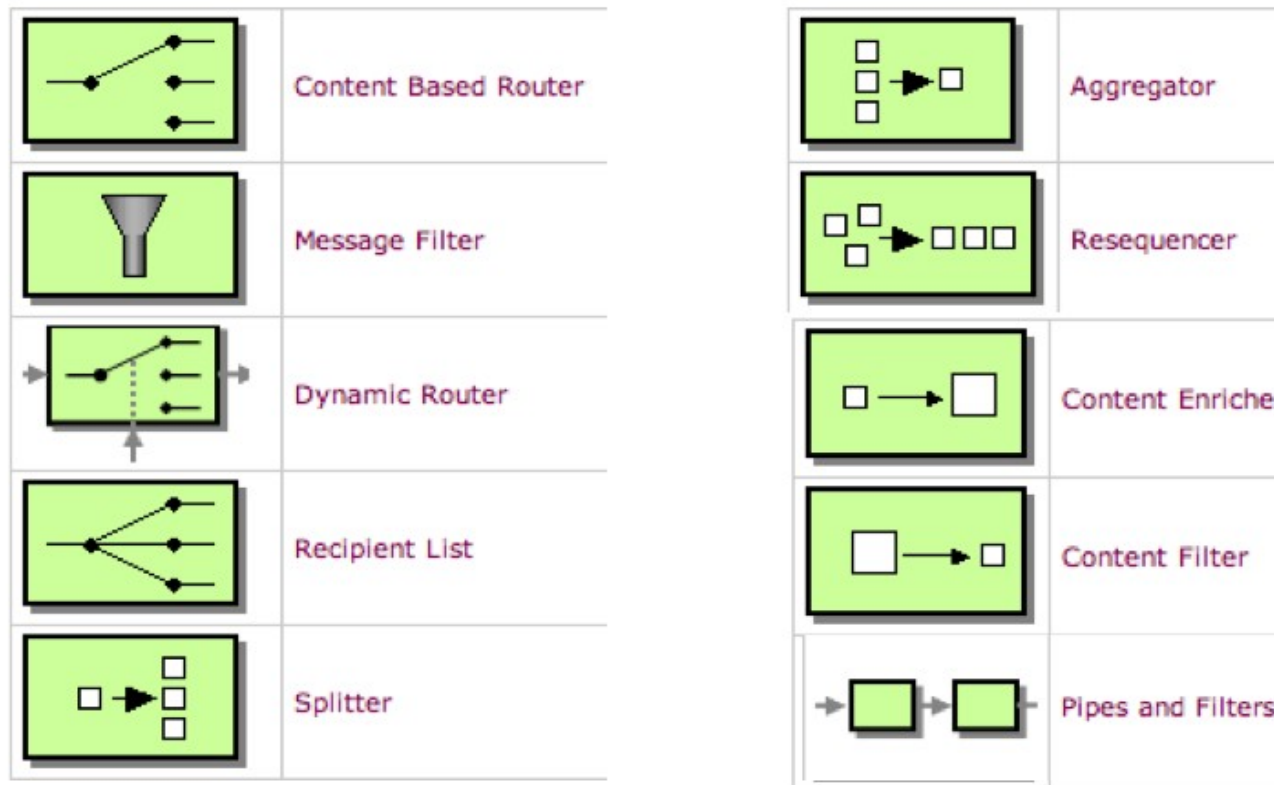 Content Based Router
Message Filter
Dynamic Router
Recipient List
Splitter
Aggregator
Resequencer
Content Enriche
Content Filter
Pipes and Filters